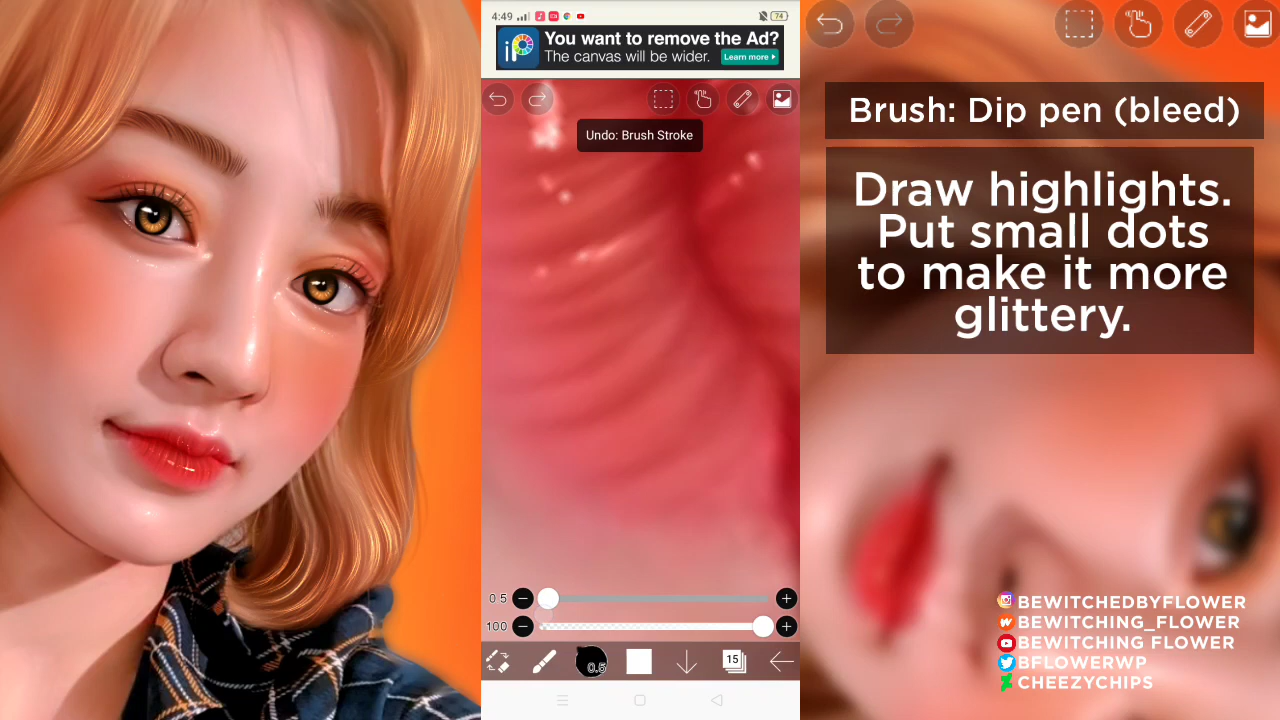 4:49
74
iP
You want to remove the Ad?
The canvas will be wider.
Learn more
Undo: Brush Stroke
0.5
100
0.5
15
Brush: Dip pen (bleed)
Draw highlights.
Put small dots
to make it more
glittery.
BEWITCHEDBYFLOWER
BEWITCHING_FLOWER
BEWITCHING FLOWER
BFLOWERWP
CHEEZYCHIPS